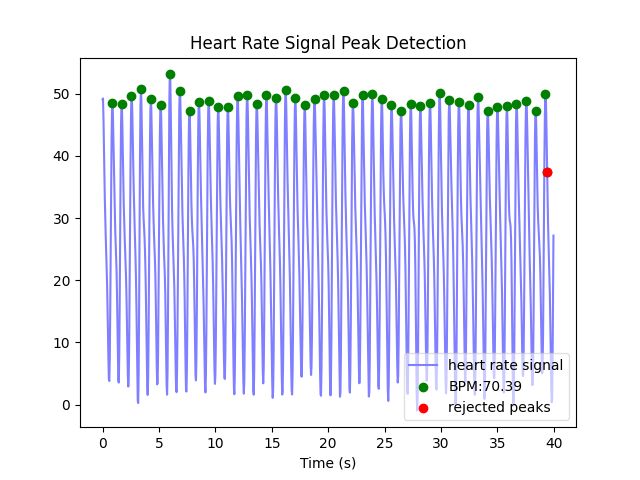 Heart Rate Signal Peak Detection
50
40
30
20
10
0
heart rate signal
BPM:70.39
rejected peaks
0 5 10 15 20 25 30 35 40
Time (s)